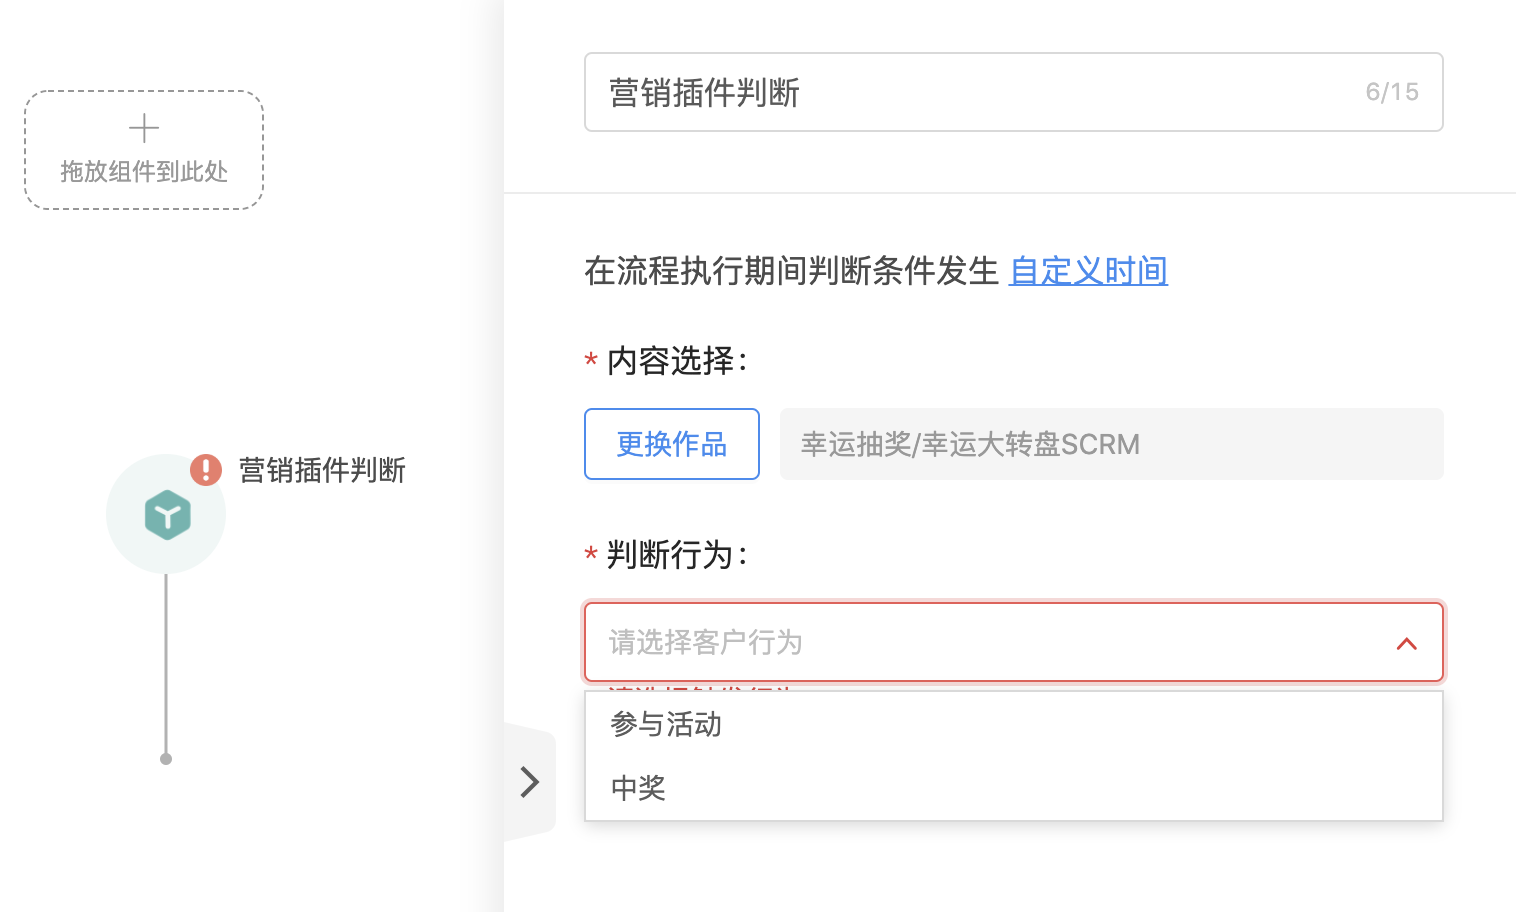 拖放组件到此处
营销插件判断
营销插件判断
6/15
在流程执行期间判断条件发生 自定义时间
* 内容选择：
更换作品
幸运抽奖/幸运大转盘SCRM
* 判断行为：
请选择客户行为
参与活动
中奖